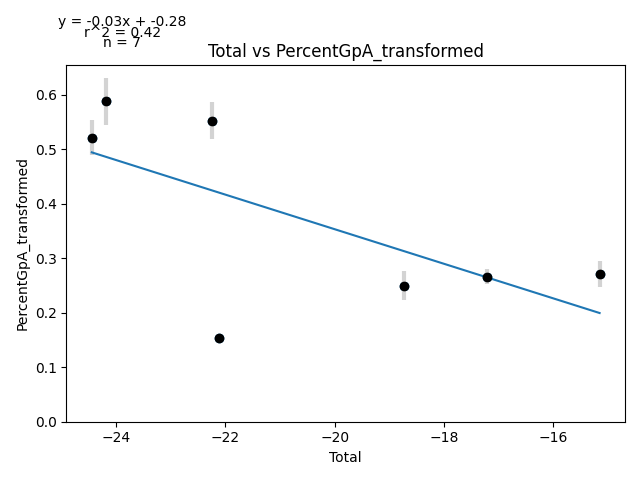 y = -0.03x + -0.28
r^2 = 0.42
n = 7
Total vs PercentGpA_transformed
PercentGpA_transformed
0.6
0.5
0.4
0.3
0.2
0.1
0.0
−24
−22
−20
−18
−16
Total